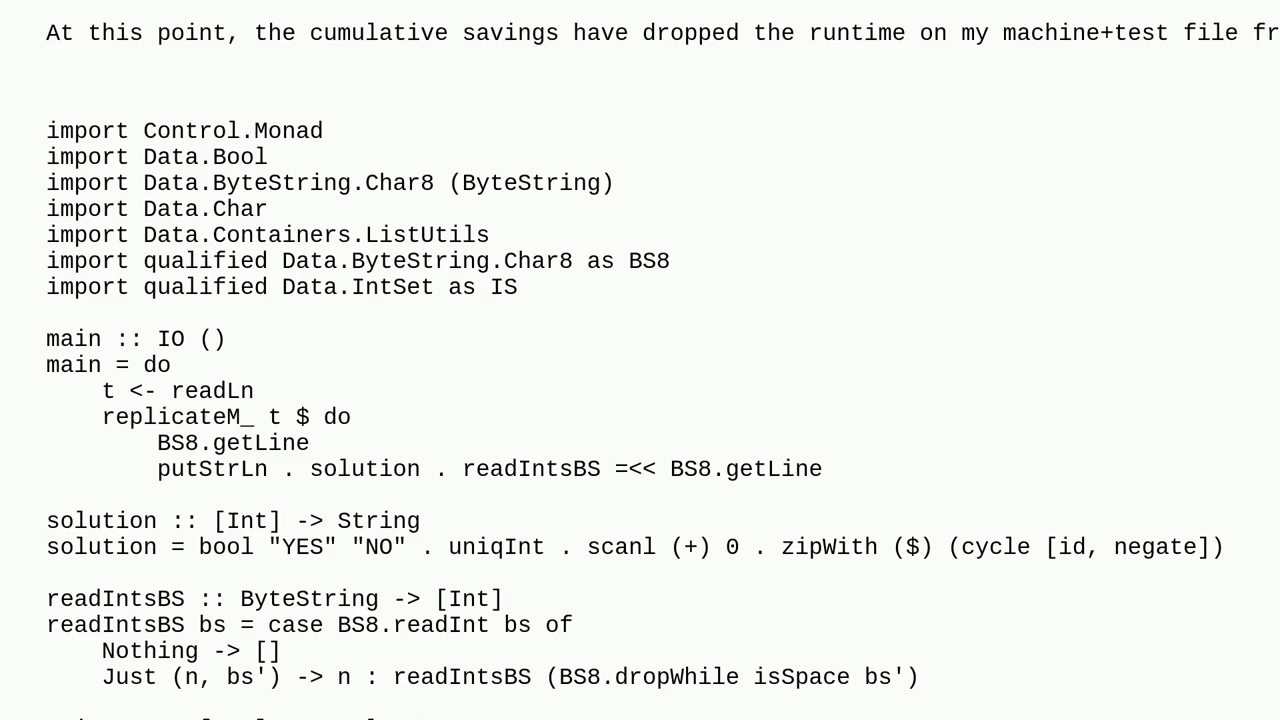 At this point, the cumulative savings have dropped the runtime on my machine+test file
import Control.Monad
import Data.Bool
import Data.ByteString.Char8 (ByteString)
import Data.Char
import Data.Containers.ListUtils
import qualified Data.ByteString.Char8 as BS8
import qualified Data.IntSet as IS
main :: IO ()
main = do
    t <- readLn
    replicateM_ t $ do
        BS8.getLine
        putStrLn . solution . readIntsBS =<< BS8.getLine
solution :: [Int] -> String
solution = bool "YES" "NO" . uniqInt . scanl (+) 0 . zipWith ($) (cycle [id, negate])
readIntsBS :: ByteString -> [Int]
readIntsBS bs = case BS8.readInt bs of
    Nothing -> []
    Just (n, bs') -> n : readIntsBS (BS8.dropWhile isSpace bs')